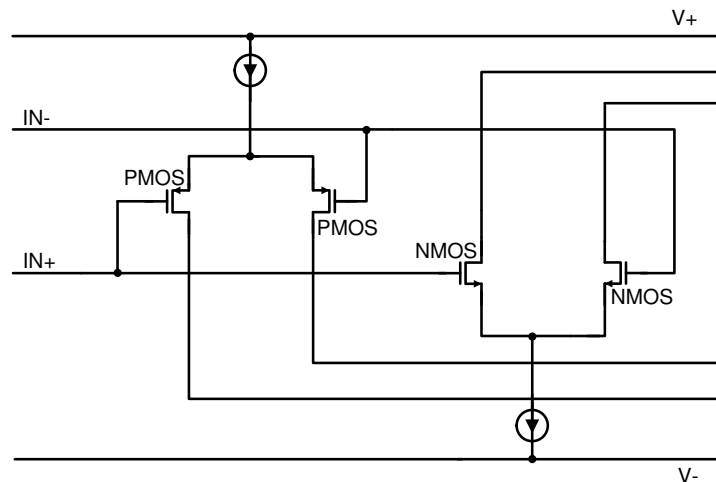 V+
IN-
PMOS
PMOS
NMOS
IN+
NMOS
V-